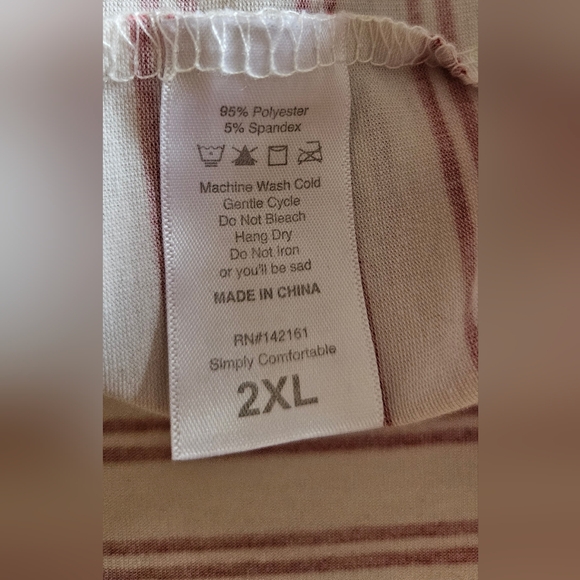 95% Polyester
5% Spandex
Machine Wash Cold
Gentle Cycle
Do Not Bleach
Hang Dry
Do Not Iron
or you'll be sad
MADE IN CHINA
RN#142161
Simply Comfortable
2XL